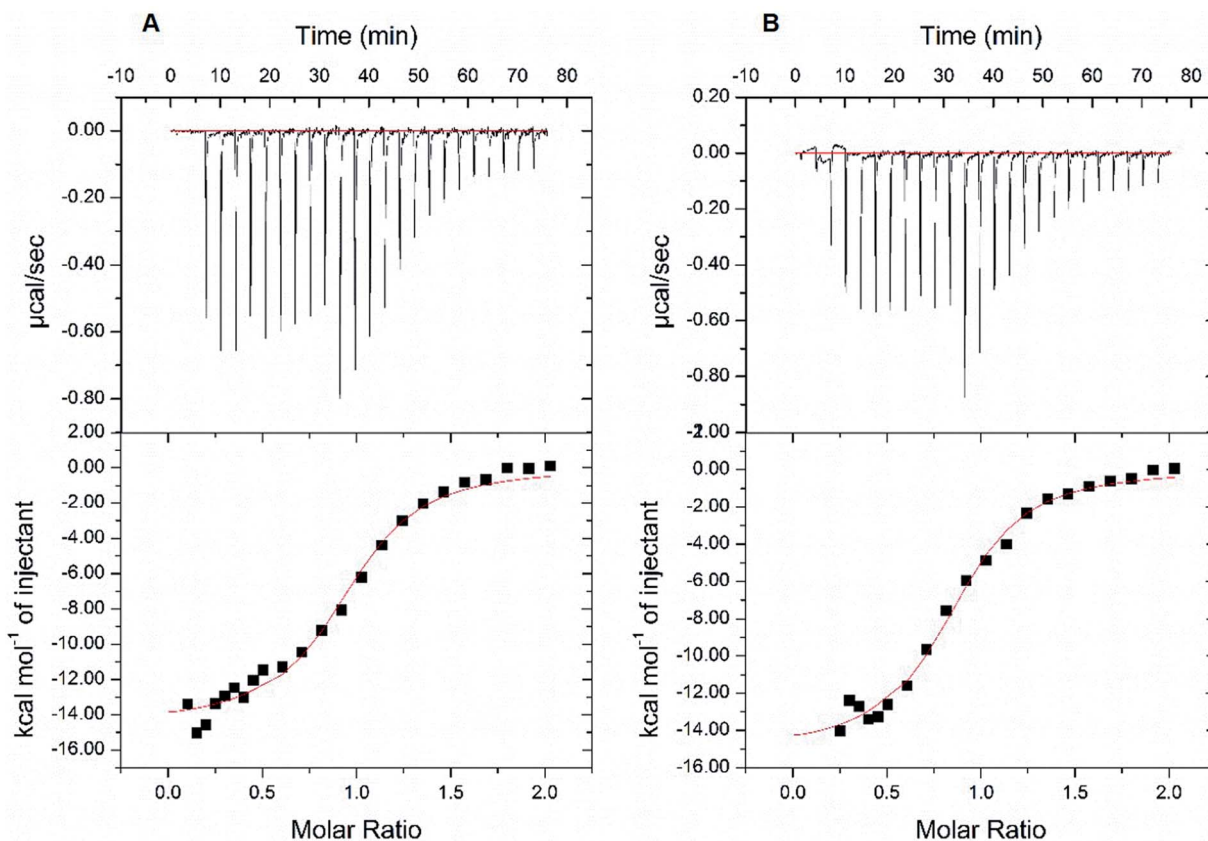 A
Time (min)
-10 0 10 20 30 40 50 60 70 80
0.00
-0.20
-0.40
-0.60
-0.80
µcal/sec
2.00
0.00
-2.00
-4.00
-6.00
-8.00
-10.00
-12.00
-14.00
-16.00
kcal mol⁻¹ of injectant
0.0 0.5 1.0 1.5 2.0
Molar Ratio
B
Time (min)
-10 0 10 20 30 40 50 60 70 80
0.20
0.00
-0.20
-0.40
-0.60
-0.80
µcal/sec
2.00
0.00
-2.00
-4.00
-6.00
-8.00
-10.00
-12.00
-14.00
-16.00
kcal mol⁻¹ of injectant
0.0 0.5 1.0 1.5 2.0
Molar Ratio